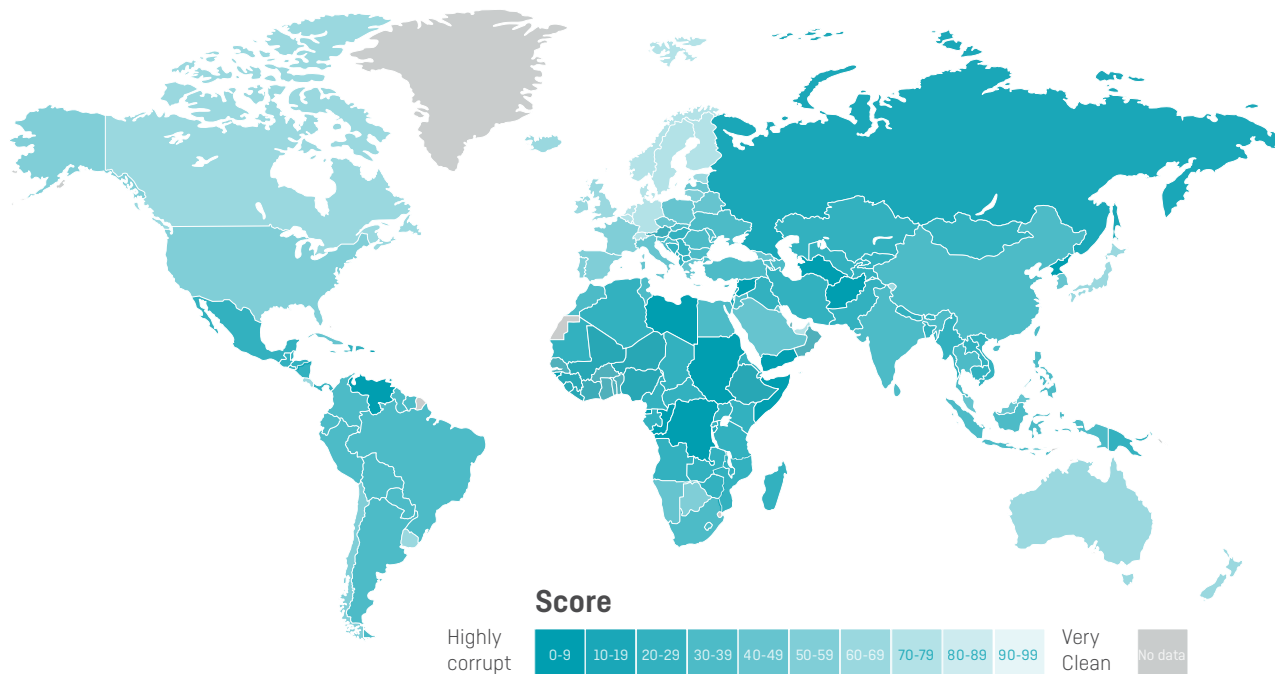 Score
Highly
corrupt
0-9 10-19 20-29 30-39 40-49 50-59 60-69 70-79 80-89 90-99
Very
Clean
No data